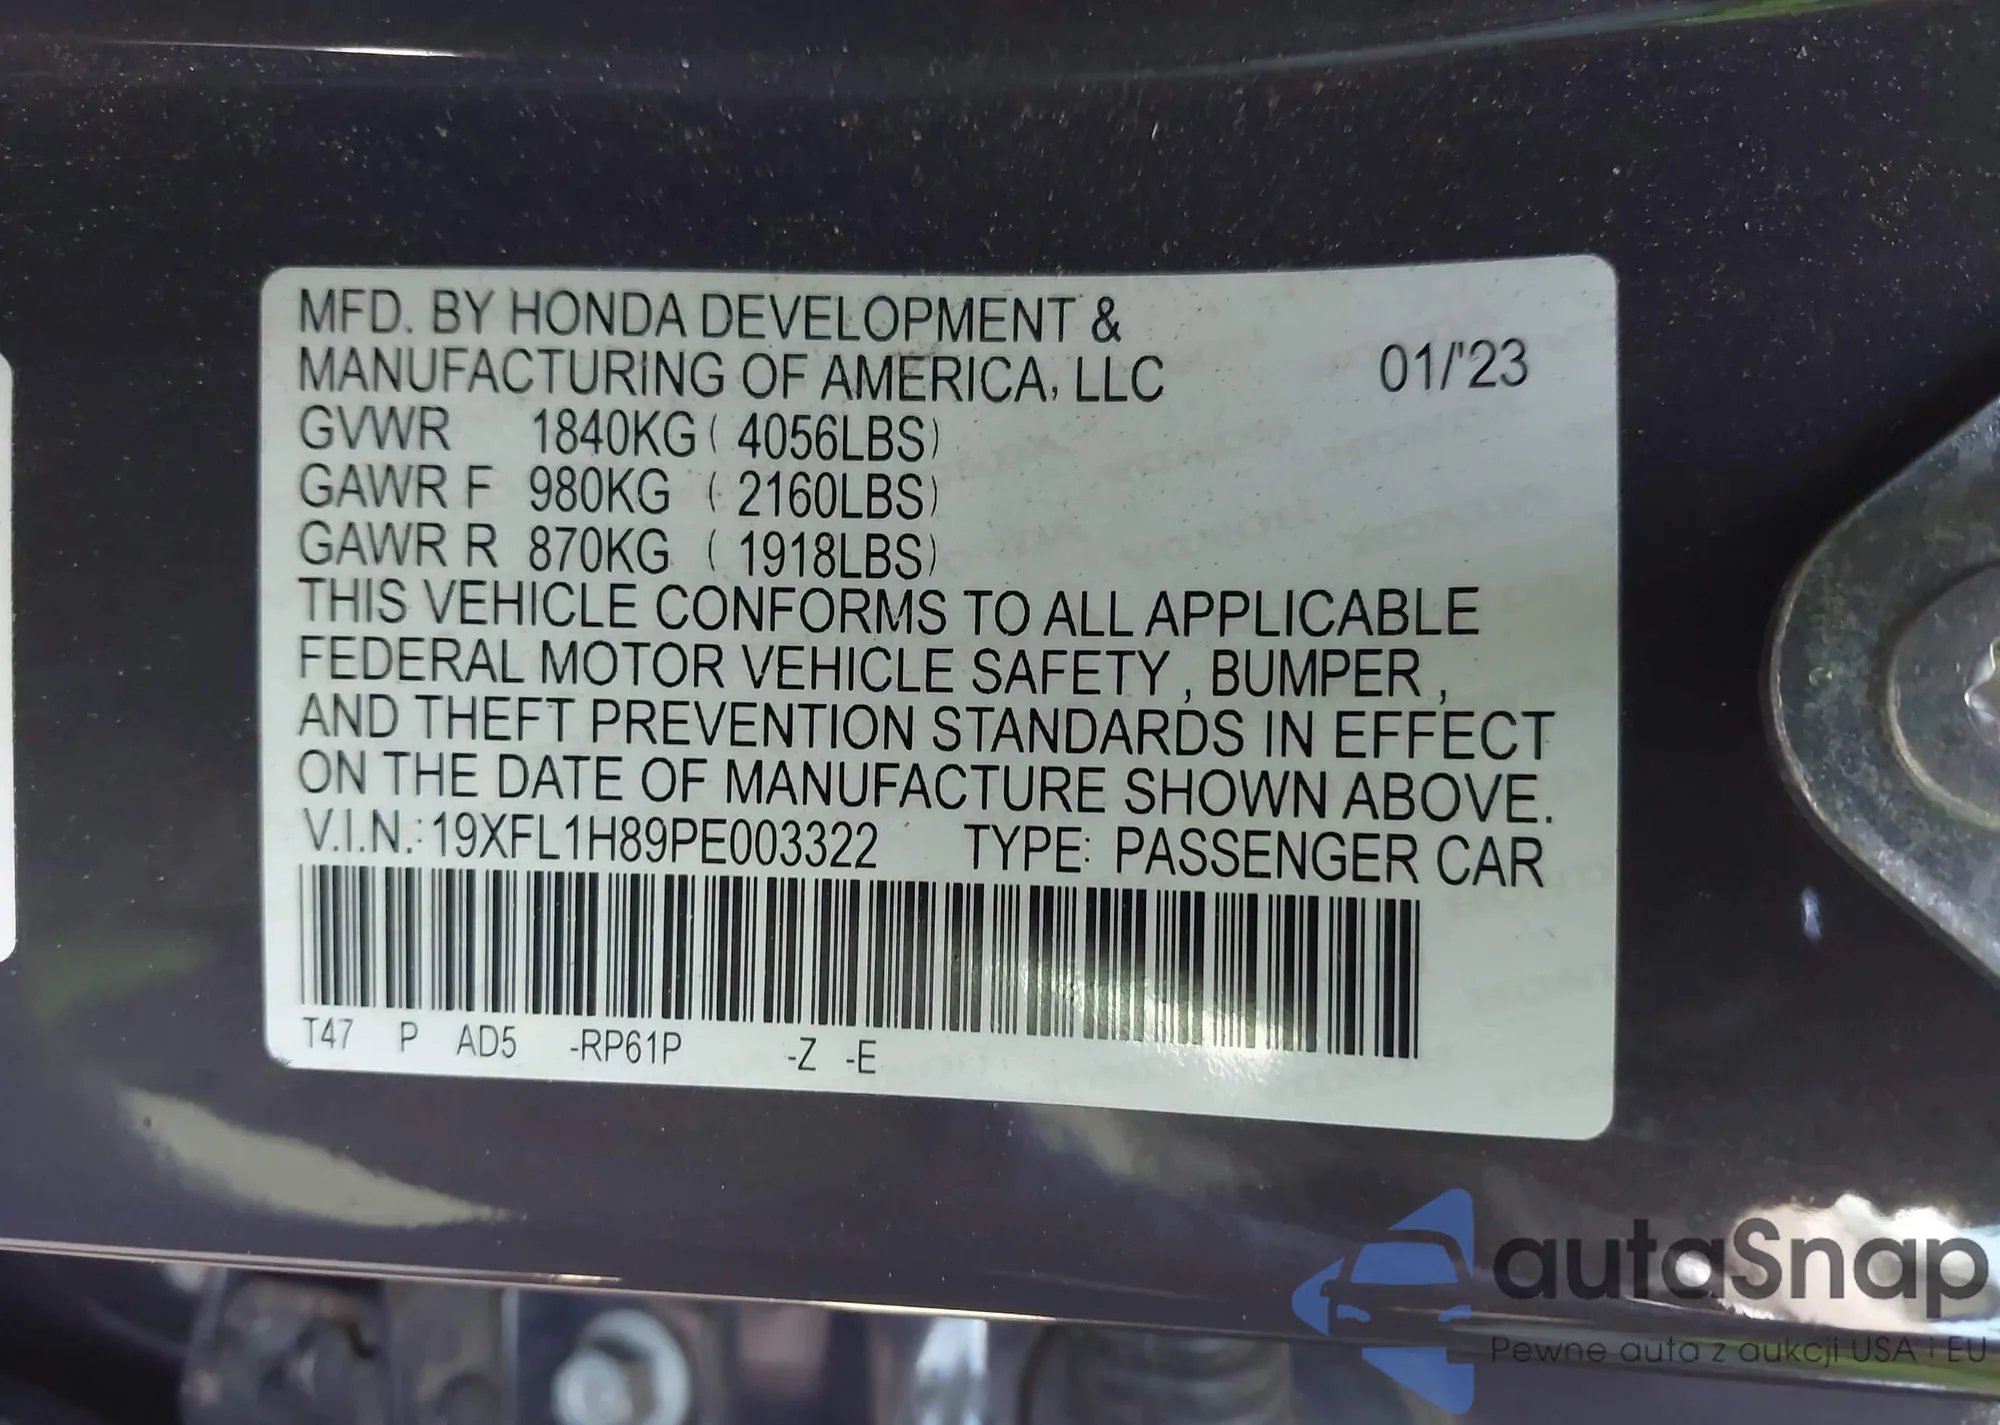 MFD. BY HONDA DEVELOPMENT &
MANUFACTURING OF AMERICA, LLC 01/'23
GVWR 1840KG ( 4056LBS)
GAWR F 980KG ( 2160LBS)
GAWR R 870KG ( 1918LBS)
THIS VEHICLE CONFORMS TO ALL APPLICABLE
FEDERAL MOTOR VEHICLE SAFETY , BUMPER ,
AND THEFT PREVENTION STANDARDS IN EFFECT
ON THE DATE OF MANUFACTURE SHOWN ABOVE.
V.I.N.: 19XFL1H89PE003322 TYPE: PASSENGER CAR
T47 P AD5 -RP61P -Z -E
autaSnap
Pewne auta z aukcji USA i EU